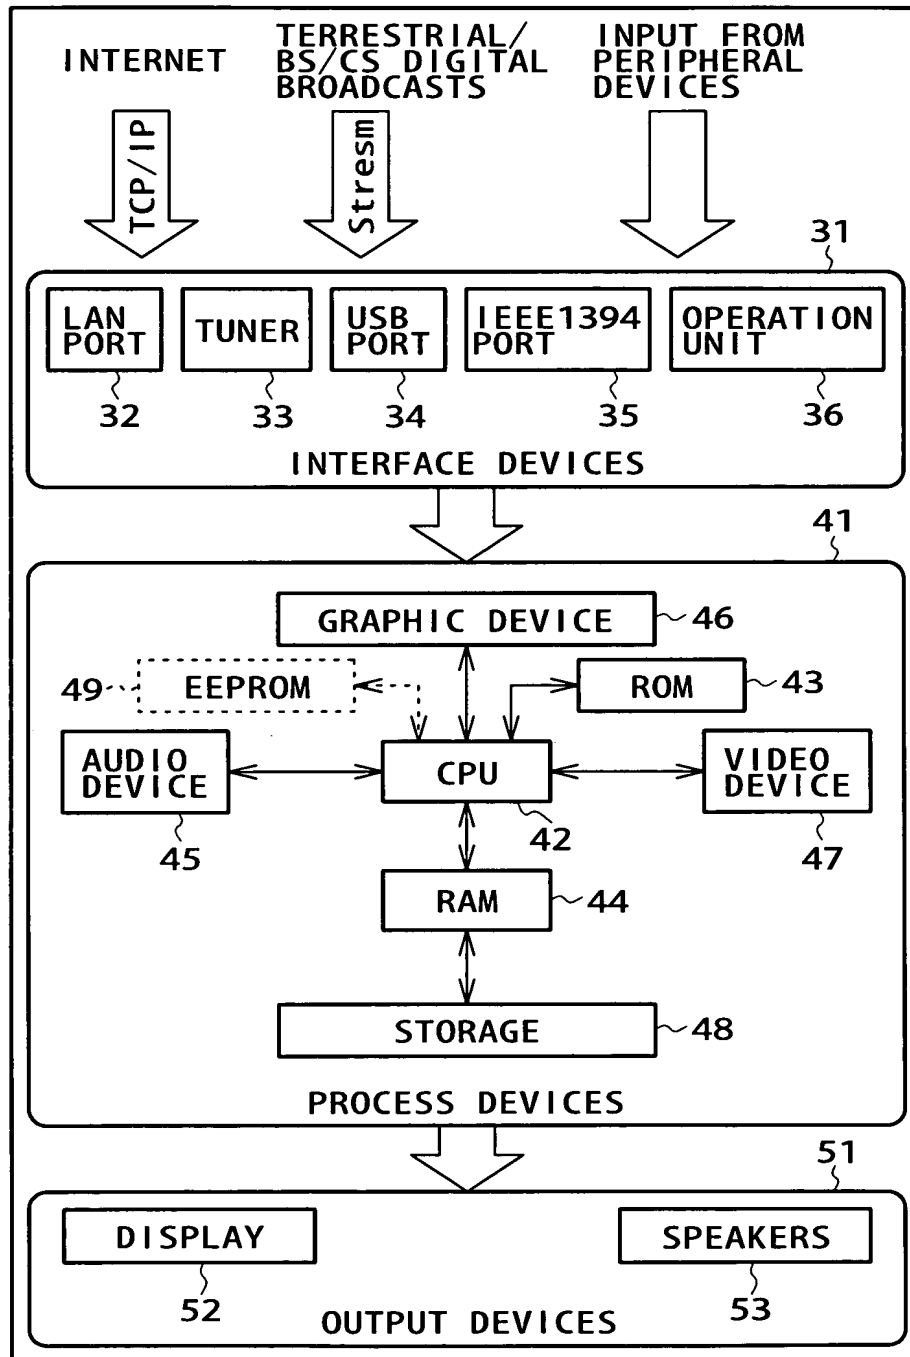 INTERNET
TERRESTRIAL/
BS/CS DIGITAL
BROADCASTS
INPUT FROM
PERIPHERAL
DEVICES
TCP/IP
Stresm
31
LAN
PORT
TUNER
USB
PORT
IEEE1394
PORT
OPERATION
UNIT
32
33
34
35
36
INTERFACE DEVICES
41
GRAPHIC DEVICE
46
49
EEPROM
ROM
43
AUDIO
DEVICE
CPU
VIDEO
DEVICE
45
42
47
RAM
44
STORAGE
48
PROCESS DEVICES
51
DISPLAY
SPEAKERS
52
53
OUTPUT DEVICES